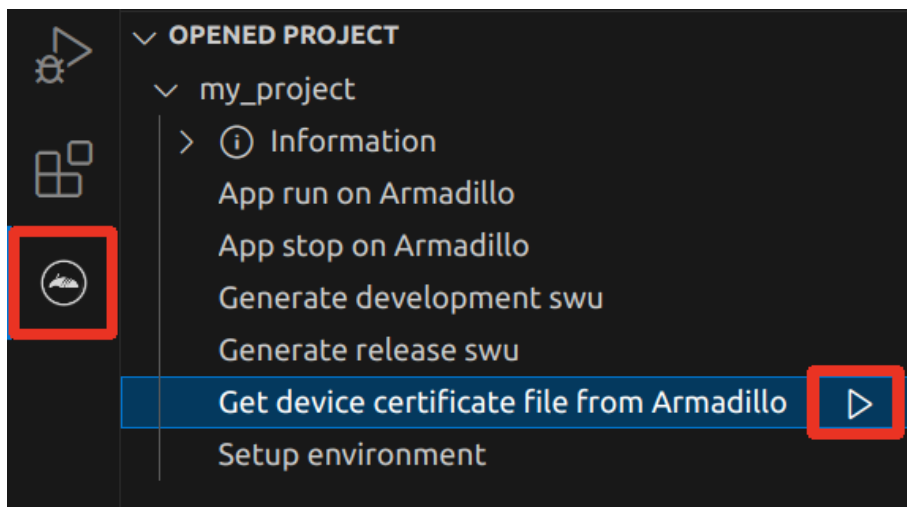 OPENED PROJECT
my_project
Information
App run on Armadillo
App stop on Armadillo
Generate development swu
Generate release swu
Get device certificate file from Armadillo
Setup environment